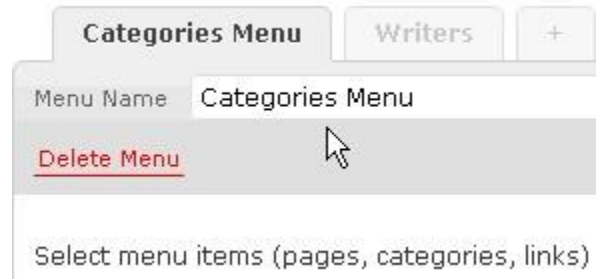 Categories Menu Writers +
Menu Name Categories Menu
Delete Menu
Select menu items (pages, categories, links)